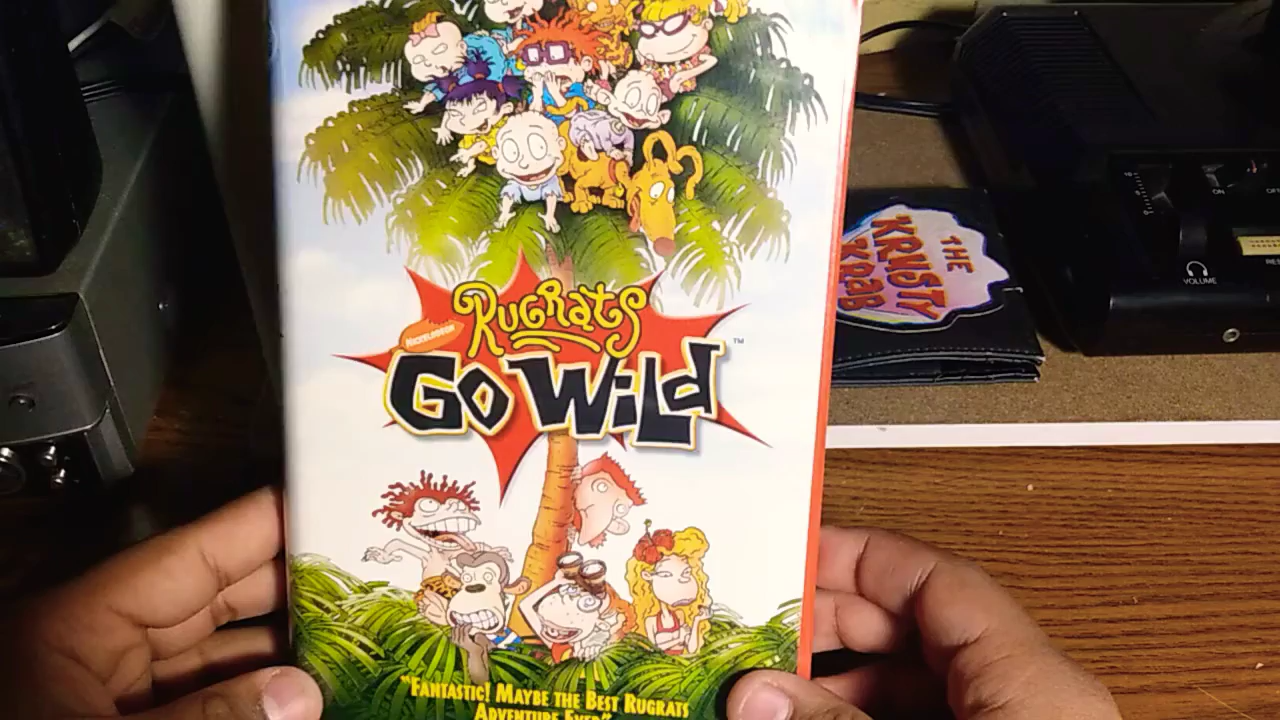 RUGRATS
NICKELODEON
GO WILD
TM
"FANTASTIC! MAYBE THE BEST RUGRATS
ADVENTURE EVER"
THE
KRUSTY
KRAB
VOLUME
ON